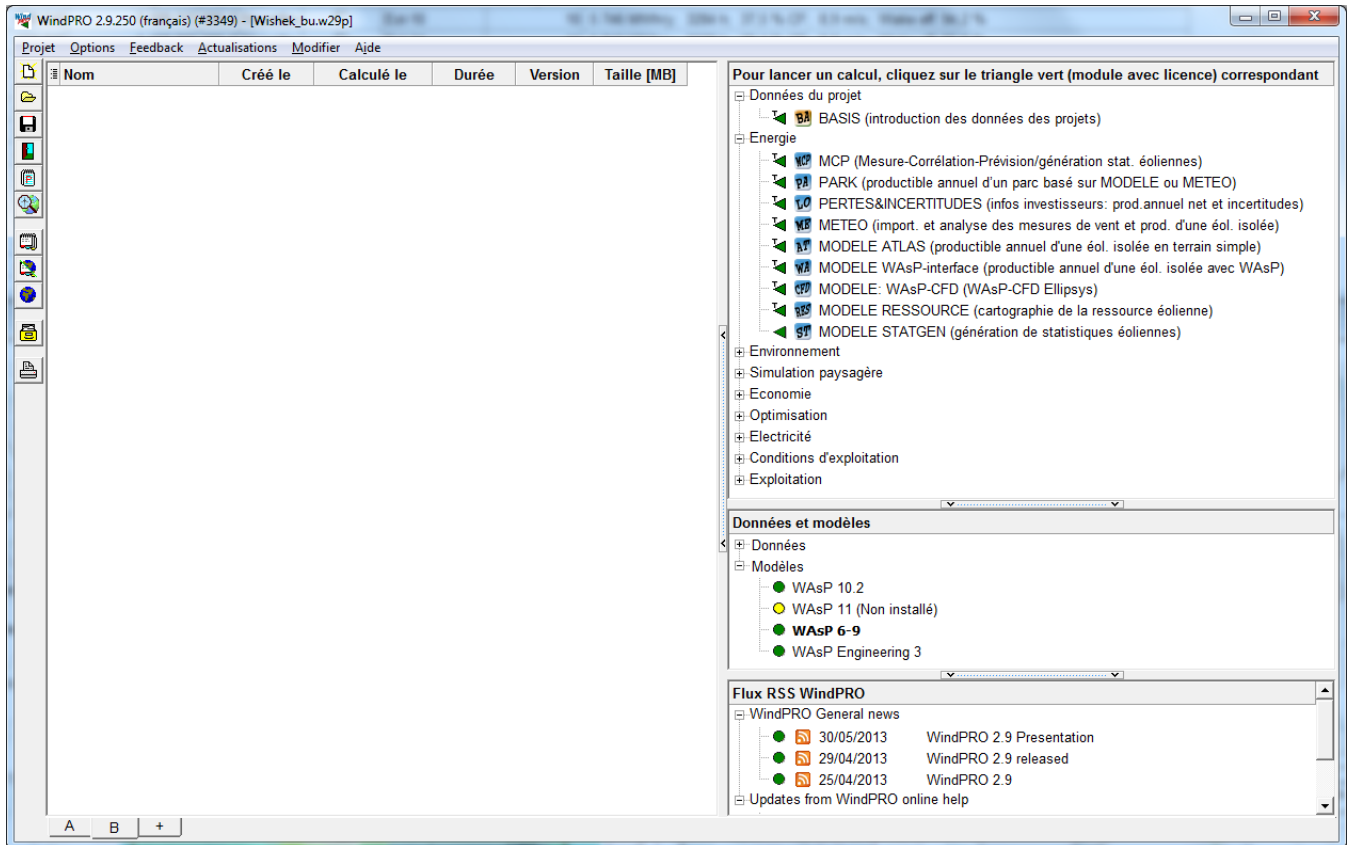 WindPRO 2.9.250 (français) (#3349) - [Wishek_bu.w29p]
Projet Options Feedback Actualisations Modifier Aide
Nom Créé le Calculé le Durée Version Taille [MB]
Pour lancer un calcul, cliquez sur le triangle vert (module avec licence) correspondant
Données du projet
T BA BASIS (introduction des données des projets)
Energie
T MCP MCP (Mesure-Corrélation-Prévision/génération stat. éoliennes)
T PA PARK (productible annuel d'un parc basé sur MODELE ou METEO)
T LO PERTES&INCERTITUDES (infos investisseurs: prod.annuel net et incertitudes)
T ME METEO (import. et analyse des mesures de vent et prod. d'une éol. isolée)
T AT MODELE ATLAS (productible annuel d'une éol. isolée en terrain simple)
T WA MODELE WAsP-interface (productible annuel d'une éol. isolée avec WAsP)
T CFD MODELE: WAsP-CFD (WAsP-CFD Ellipsys)
T RES MODELE RESSOURCE (cartographie de la ressource éolienne)
ST MODELE STATGEN (génération de statistiques éoliennes)
Environnement
Simulation paysagère
Economie
Optimisation
Electricité
Conditions d'exploitation
Exploitation
Données et modèles
Données
Modèles
WAsP 10.2
WAsP 11 (Non installé)
WAsP 6-9
WAsP Engineering 3
Flux RSS WindPRO
WindPRO General news
30/05/2013 WindPRO 2.9 Presentation
29/04/2013 WindPRO 2.9 released
25/04/2013 WindPRO 2.9
Updates from WindPRO online help
A B +